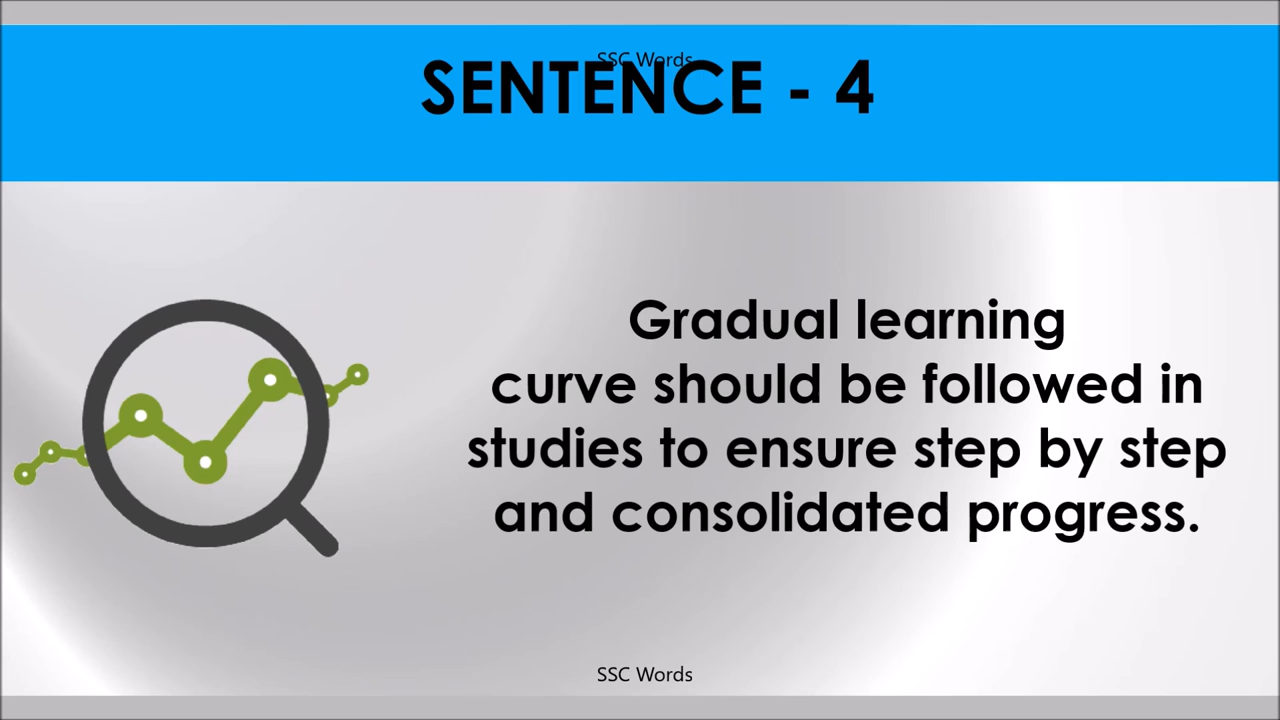 SSC Words
SENTENCE - 4
Gradual learning
curve should be followed in
studies to ensure step by step
and consolidated progress.
SSC Words